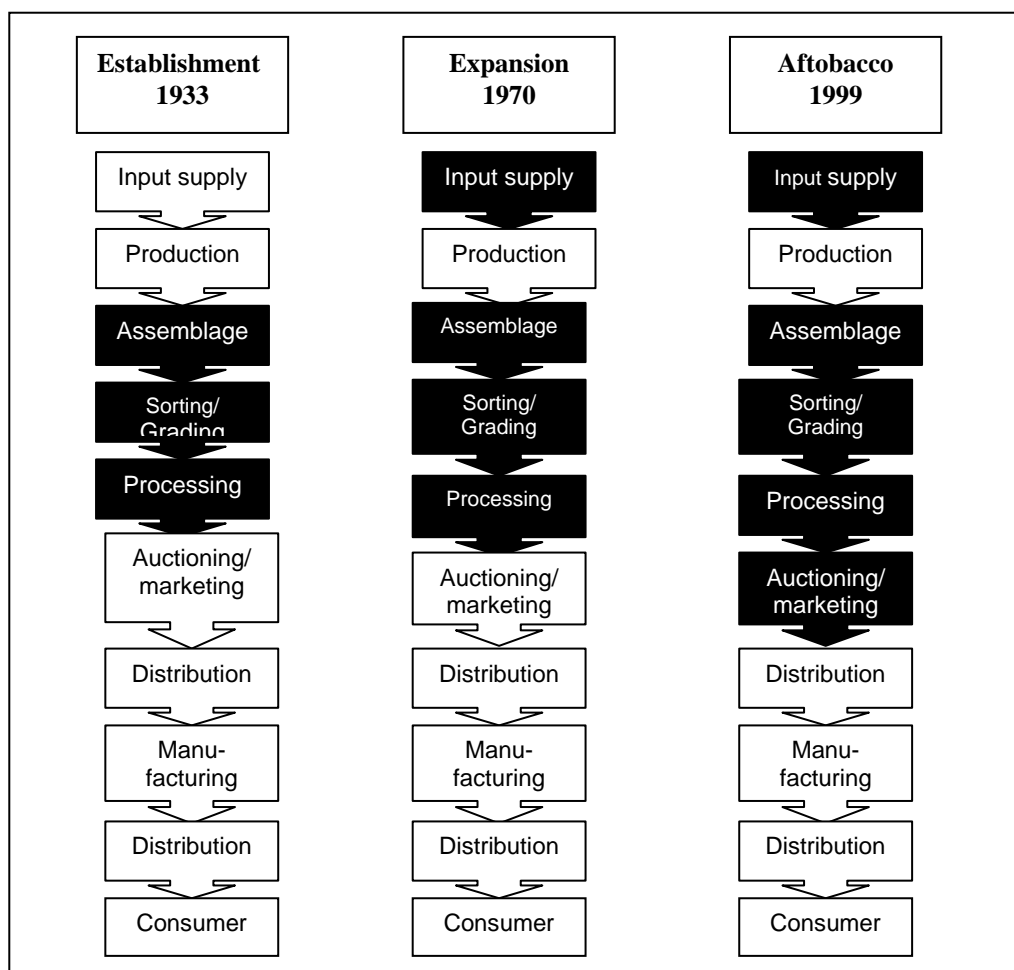 Establishment
1933
Input supply
Production
Assemblage
Sorting/
Grading
Processing
Auctioning/
marketing
Distribution
Manu-
facturing
Distribution
Consumer
Expansion
1970
Input supply
Production
Assemblage
Sorting/
Grading
Processing
Auctioning/
marketing
Distribution
Manu-
facturing
Distribution
Consumer
Aftobacco
1999
Input supply
Production
Assemblage
Sorting/
Grading
Processing
Auctioning/
marketing
Distribution
Manu-
facturing
Distribution
Consumer